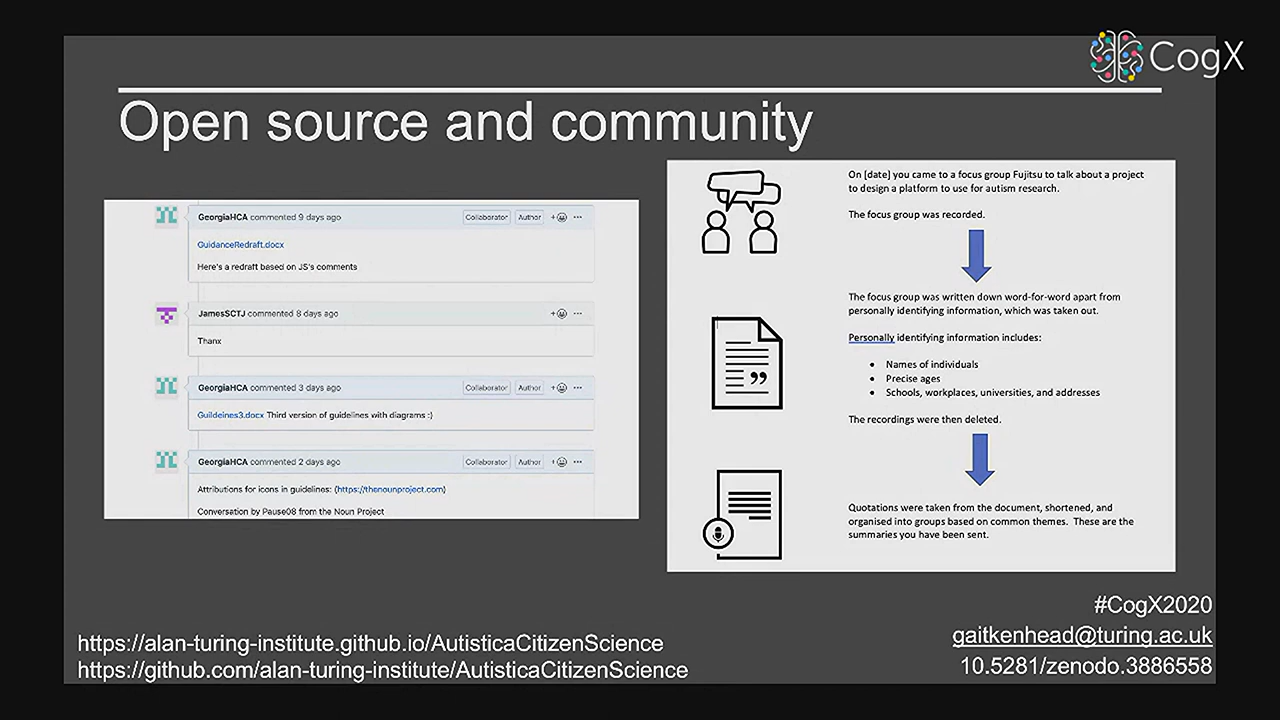 CogX
Open source and community
GeorgiaHCA commented 9 days ago
Collaborator
Author
GuidanceRedraft.docx
Here's a redraft based on JS's comments
JamesSCTJ commented 8 days ago
Thanx
GeorgiaHCA commented 3 days ago
Collaborator
Author
Guildeines3.docx Third version of guidelines with diagrams :)
GeorgiaHCA commented 2 days ago
Collaborator
Author
Attributions for icons in guidelines: (https://thenounproject.com)
Conversation by Pause08 from the Noun Project
On [date] you came to a focus group Fujitsu to talk about a project
to design a platform to use for autism research.
The focus group was recorded.
The focus group was written down word-for-word apart from
personally identifying information, which was taken out.
Personally identifying information includes:
• Names of individuals
• Precise ages
• Schools, workplaces, universities, and addresses
The recordings were then deleted.
Quotations were taken from the document, shortened, and
organised into groups based on common themes. These are the
summaries you have been sent.
https://alan-turing-institute.github.io/AutisticaCitizenScience
https://github.com/alan-turing-institute/AutisticaCitizenScience
#CogX2020
gaitkenhead@turing.ac.uk
10.5281/zenodo.3886558